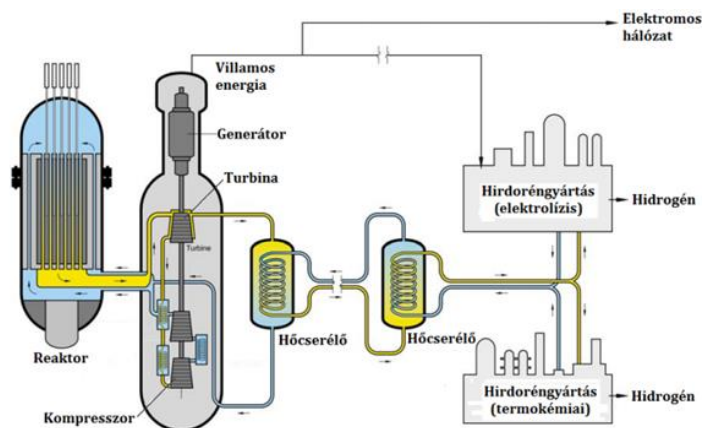 Elektromos
hálózat
Villamos
energia
Generátor
Turbina
Turbine
Hirdoréngyártás
(elektrolízis)
Hidrogén
Reaktor
Hőcserélő
Hőcserélő
Kompresszor
Hirdoréngyártás
(termokémiai)
Hidrogén